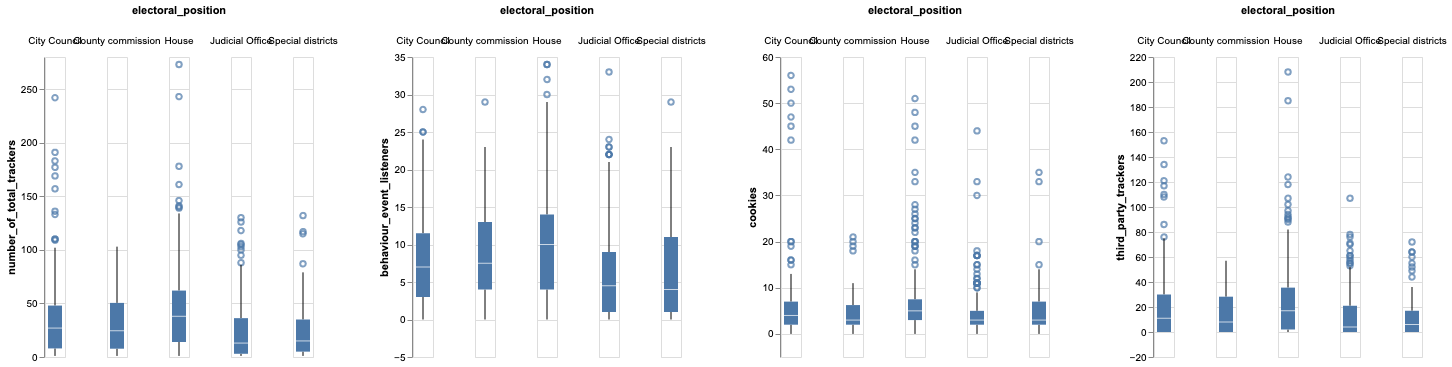 electoral_position
City Council County commission House Judicial Office Special districts
number_of_total_trackers
250
200
150
100
50
0
electoral_position
City Council County commission House Judicial Office Special districts
behaviour_event_listeners
35
30
25
20
15
10
5
0
−5
electoral_position
City Council County commission House Judicial Office Special districts
cookies
60
50
40
30
20
10
0
electoral_position
City Council County commission House Judicial Office Special districts
third_party_trackers
220
200
180
160
140
120
100
80
60
40
20
0
−20